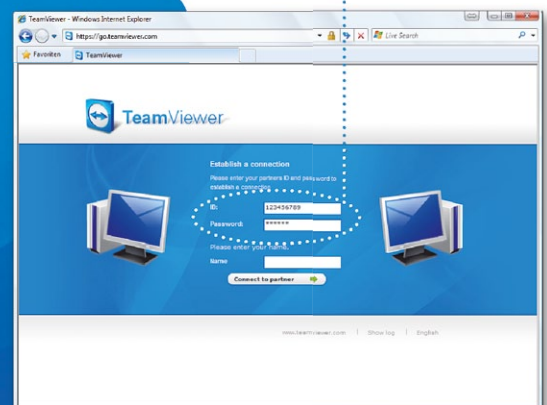 TeamViewer - Windows Internet Explorer
https://go.teamviewer.com
Live Search
Favoriten
TeamViewer
TeamViewer
Establish a connection
Please enter your partners ID and password to
establish a connection
ID: 123456789
Password: ******
Please enter your name.
Name
Connect to partner
www.teamviewer.com | Show log | English